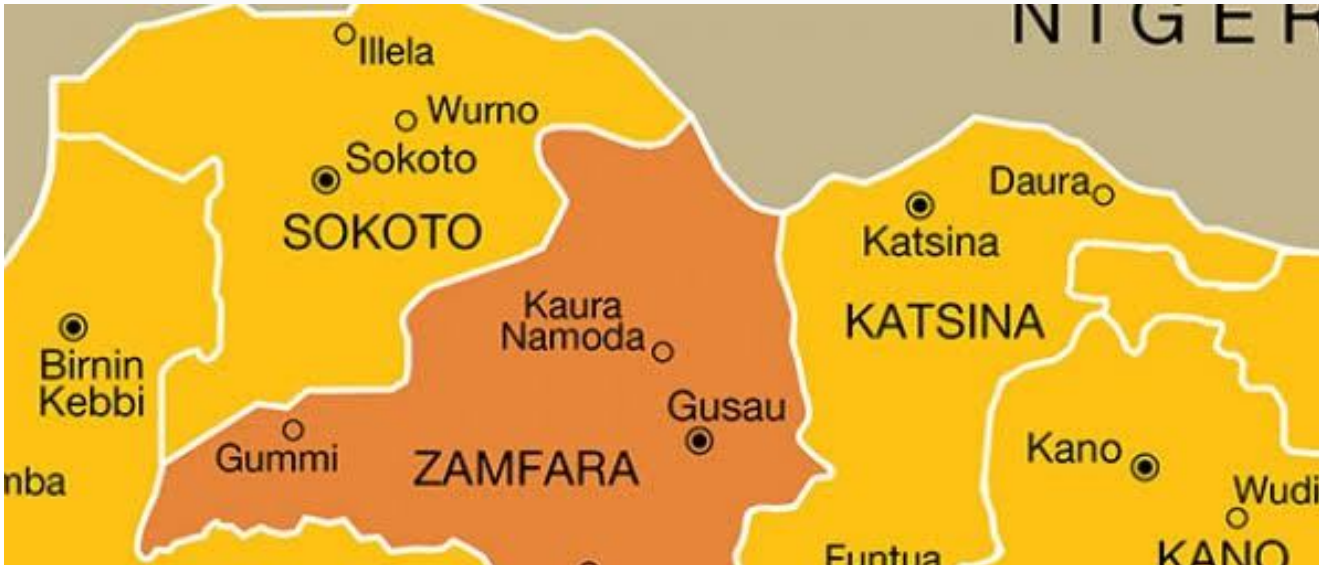 NIGER
Illela
Wurno
Sokoto
SOKOTO
Daura
Katsina
Kaura
Namoda
KATSINA
Birnin
Kebbi
Gusau
Gummi
ZAMFARA
Kano
mba
Wudi
Funtua
KANO